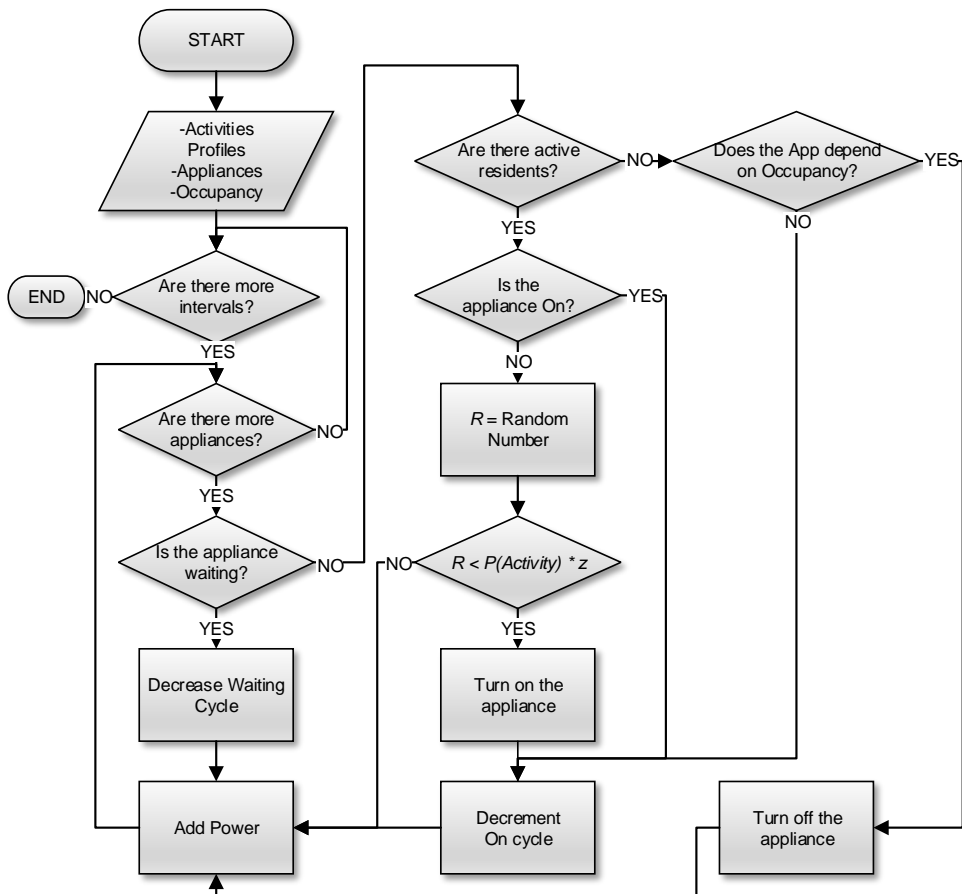 START
-Activities
Profiles
-Appliances
-Occupancy
Are there more
intervals?
NO
END
YES
Are there more
appliances?
NO
YES
Is the appliance
waiting?
NO
YES
Decrease Waiting
Cycle
Add Power
Are there active
residents?
NO
YES
Does the App depend
on Occupancy?
YES
NO
Is the
appliance On?
YES
NO
R = Random
Number
R < P(Activity) * z
NO
YES
Turn on the
appliance
Decrement
On cycle
Turn off the
appliance